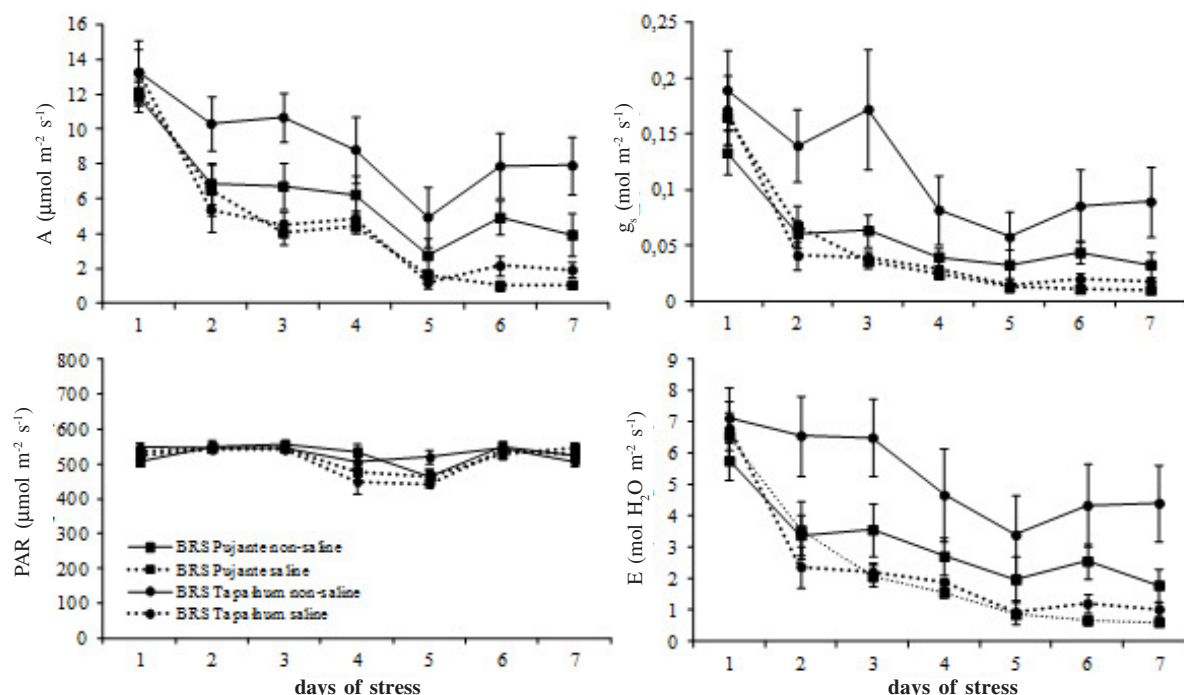 A (μmol m⁻² s⁻¹)
16
14
12
10
8
6
4
2
0
1 2 3 4 5 6 7
gₛ (mol m⁻² s⁻¹)
0,25
0,2
0,15
0,1
0,05
0
1 2 3 4 5 6 7
PAR (μmol m⁻² s⁻¹)
800
700
600
500
400
300
200
100
0
BRS Pujante non-saline
BRS Pujante saline
BRS Tapaihum non-saline
BRS Tapaihum saline
1 2 3 4 5 6 7
days of stress
E (mol H₂O m⁻² s⁻¹)
9
8
7
6
5
4
3
2
1
0
1 2 3 4 5 6 7
days of stress